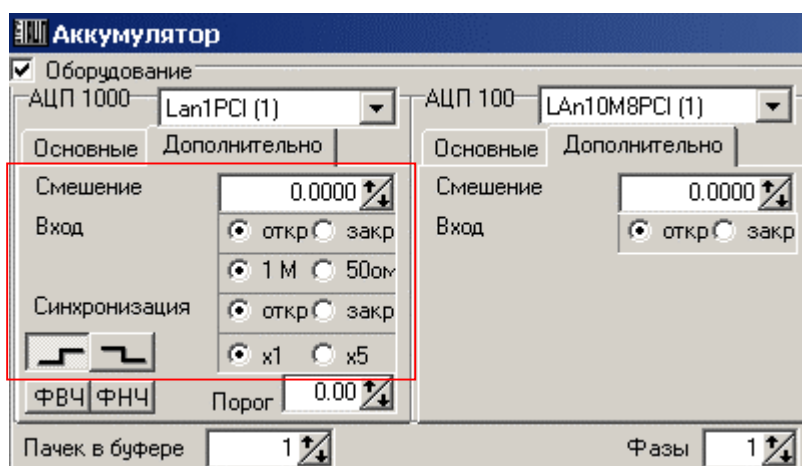 Аккумулятор
Оборудование
АЦП 1000 Lan1PCI (1) АЦП 100 LAn10M8PCI (1)
Основные Дополнительно Основные Дополнительно
Смешение 0.0000 Смешение 0.0000
Вход откр закр Вход откр закр
1 М 50ом
Синхронизация откр закр
x1 x5
ФВЧ ФНЧ Порог 0.00
Пачек в буфере 1 Фазы 1